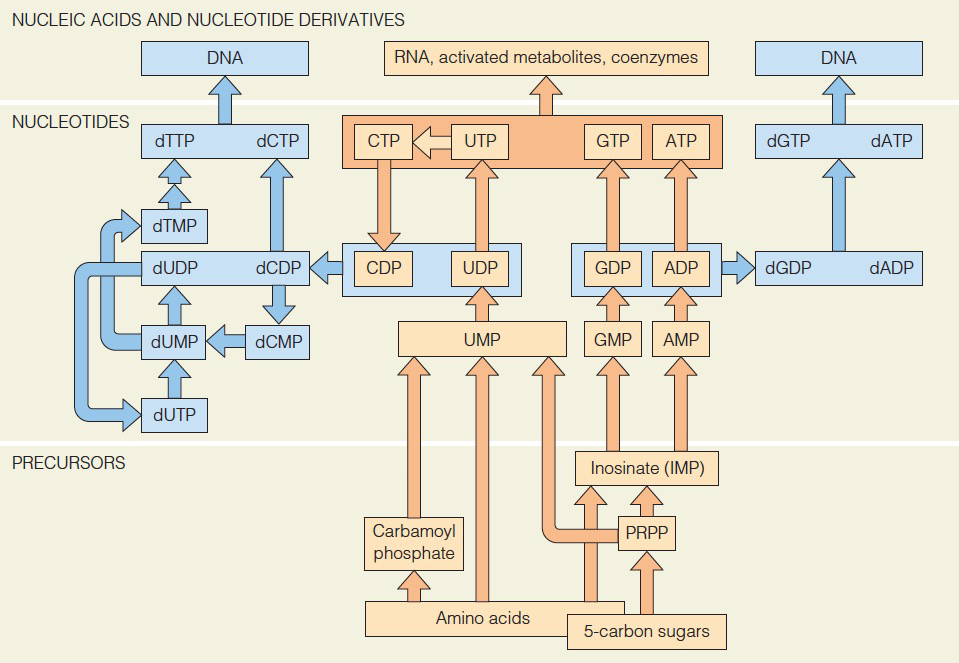 NUCLEIC ACIDS AND NUCLEOTIDE DERIVATIVES
DNA
RNA, activated metabolites, coenzymes
DNA
NUCLEOTIDES
dTTP dCTP
CTP
UTP
GTP
ATP
dGTP dATP
dTMP
dUDP dCDP
CDP
UDP
GDP
ADP
dGDP dADP
dUMP
dCMP
UMP
GMP
AMP
dUTP
PRECURSORS
Inosinate (IMP)
Carbamoyl
phosphate
PRPP
Amino acids
5-carbon sugars